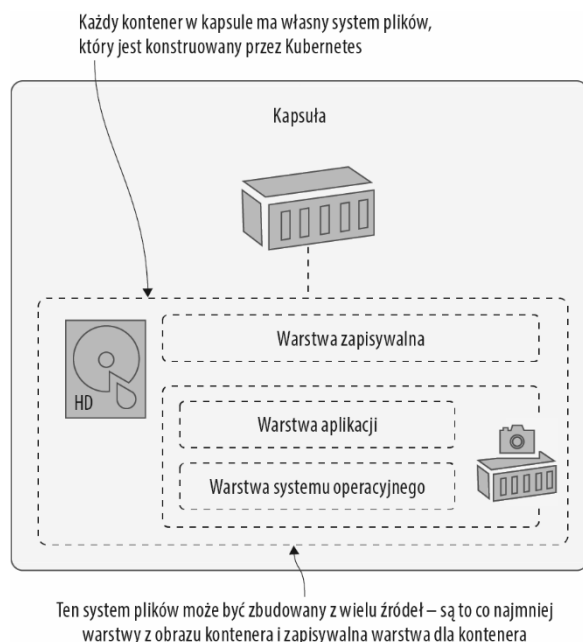 Każdy kontener w kapsule ma własny system plików,
który jest konstruowany przez Kubernetes
Kapsuła
Warstwa zapisywalna
HD
Warstwa aplikacji
Warstwa systemu operacyjnego
Ten system plików może być zbudowany z wielu źródeł – są to co najmniej
warstwy z obrazu kontenera i zapisywalna warstwa dla kontenera